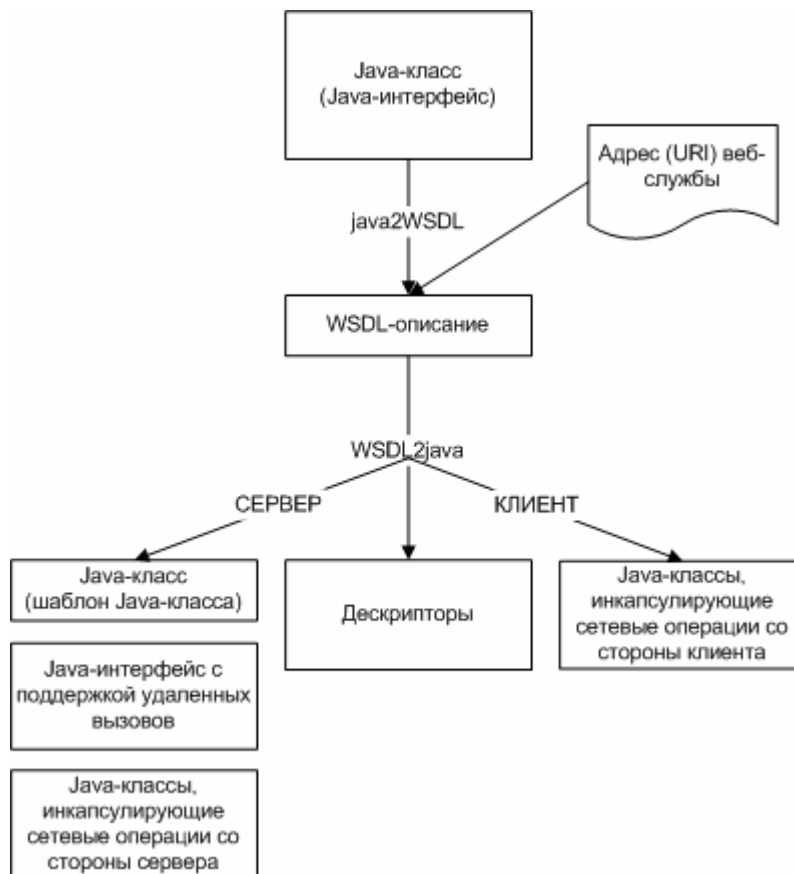 Java-класс
(Java-интерфейс)
Адрес (URI) веб-
службы
java2WSDL
WSDL-описание
WSDL2java
СЕРВЕР
КЛИЕНТ
Java-класс
(шаблон Java-класса)
Дескрипторы
Java-классы,
инкапсулирующие
сетевые операции со
стороны клиента
Java-интерфейс с
поддержкой удаленных
вызовов
Java-классы,
инкапсулирующие
сетевые операции со
стороны сервера